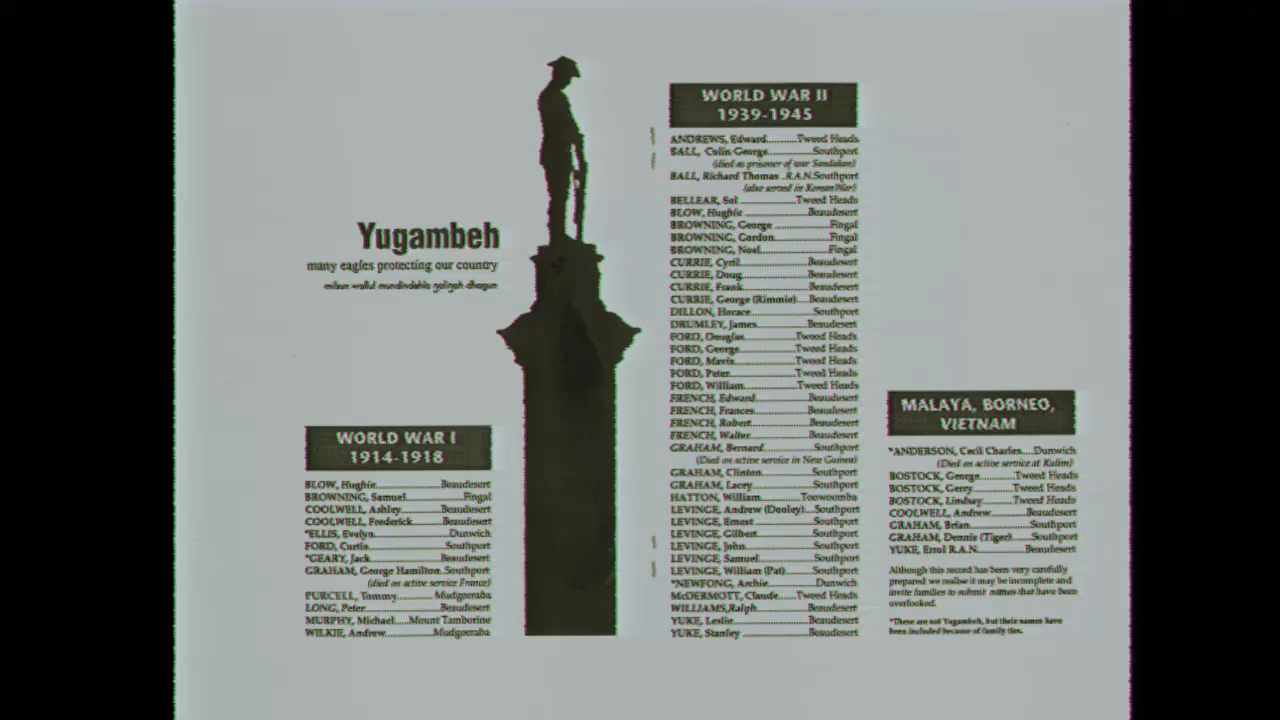 Yugambeh
many eagles protecting our country
WORLD WAR I
1914-1918
BLOW, Hughie..........Beaudesert
BROWNING, Samuel..........Fingal
COOLWELL, Ashley..........Beaudesert
COOLWELL, Frederick..........Beaudesert
*ELLIS, Evelyn..........Dunwich
FORD, Curtis..........Southport
*GEARY, Jack..........Beaudesert
GRAHAM, George Hamilton..Southport
(died on active service France)
PURCELL, Tommy..........Mudgeeraba
LONG, Peter..........Beaudesert
MURPHY, Michael....Mount Tamborine
WILKIE, Andrew..........Mudgeeraba
WORLD WAR II
1939-1945
ANDREWS, Edward..........Tweed Heads
BALL, Colin George..........Southport
(died as prisoner of war Sandakan)
BALL, Richard Thomas ..R.A.N.Southport
(also served in Korean War)
BELLEAR, Sol ..........Tweed Heads
BLOW, Hughie ..........Beaudesert
BROWNING, George ..........Fingal
BROWNING, Gordon..........Fingal
BROWNING, Noel..........Fingal
CURRIE, Cyril..........Beaudesert
CURRIE, Doug..........Beaudesert
CURRIE, Frank..........Beaudesert
CURRIE, George (Rimmie)....Beaudesert
DILLON, Horace..........Southport
DRUMLEY, James..........Beaudesert
FORD, Douglas..........Tweed Heads
FORD, George..........Tweed Heads
FORD, Mavis..........Tweed Heads
FORD, Peter..........Tweed Heads
FORD, William..........Tweed Heads
FRENCH, Edward..........Beaudesert
FRENCH, Frances..........Beaudesert
FRENCH, Robert..........Beaudesert
FRENCH, Walter..........Beaudesert
GRAHAM, Bernard..........Southport
(Died on active service in New Guinea)
GRAHAM, Clinton..........Southport
GRAHAM, Lacey..........Southport
HATTON, William..........Toowoomba
LEVINGE, Andrew (Dooley)....Southport
LEVINGE, Ernest ..........Southport
LEVINGE, Gilbert..........Southport
LEVINGE, John..........Southport
LEVINGE, Samuel..........Southport
LEVINGE, William (Pat)..........Southport
*NEWFONG, Archie..........Dunwich
McDERMOTT, Claude......Tweed Heads
WILLIAMS,Ralph..........Beaudesert
YUKE, Leslie..........Beaudesert
YUKE, Stanley ..........Beaudesert
MALAYA, BORNEO,
VIETNAM
*ANDERSON, Cecil Charles....Dunwich
(Died on active service at Kulim)
BOSTOCK, George..........Tweed Heads
BOSTOCK, Gerry..........Tweed Heads
BOSTOCK, Lindsay..........Tweed Heads
COOLWELL, Andrew..........Beaudesert
GRAHAM, Brian..........Southport
GRAHAM, Dennis (Tiger)......Southport
YUKE, Errol R.A.N...........Beaudesert
Although this record has been very carefully
prepared we realise it may be incomplete and
invite families to submit names that have been
overlooked.
*These are not Yugambeh, but their names have
been included because of family ties.